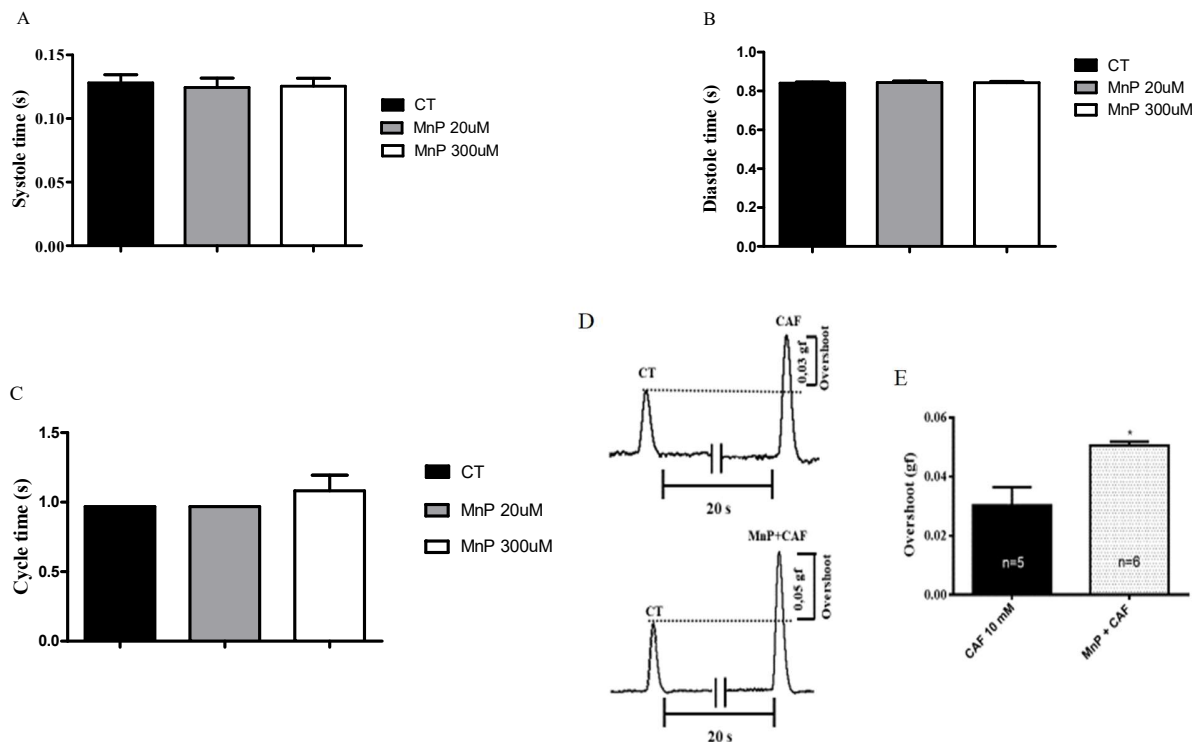 A
Systole time (s)
0.15
0.10
0.05
0.00
CT
MnP 20uM
MnP 300uM
B
Diastole time (s)
1.0
0.8
0.6
0.4
0.2
0.0
CT
MnP 20uM
MnP 300uM
C
Cycle time (s)
1.5
1.0
0.5
0.0
CT
MnP 20uM
MnP 300uM
D
CAF
CT
0,03 gf
Overshoot
20 s
MnP+CAF
CT
0,05 gf
Overshoot
20 s
E
Overshoot (gf)
0.06
0.04
0.02
0.00
*
n=5
n=6
CAF 10 mM
MnP + CAF